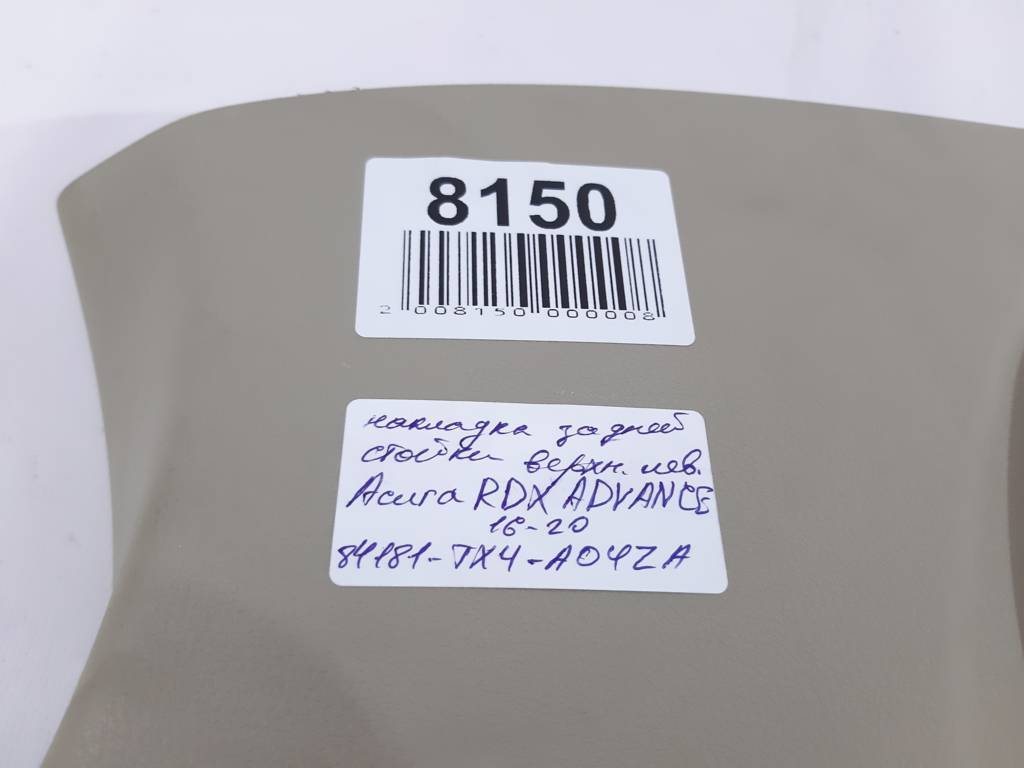 8150
2 008150 000008
накладка задней
стойки верхн. лев.
Acura RDX ADVANCE
16-20
84181-TX4-A04ZA